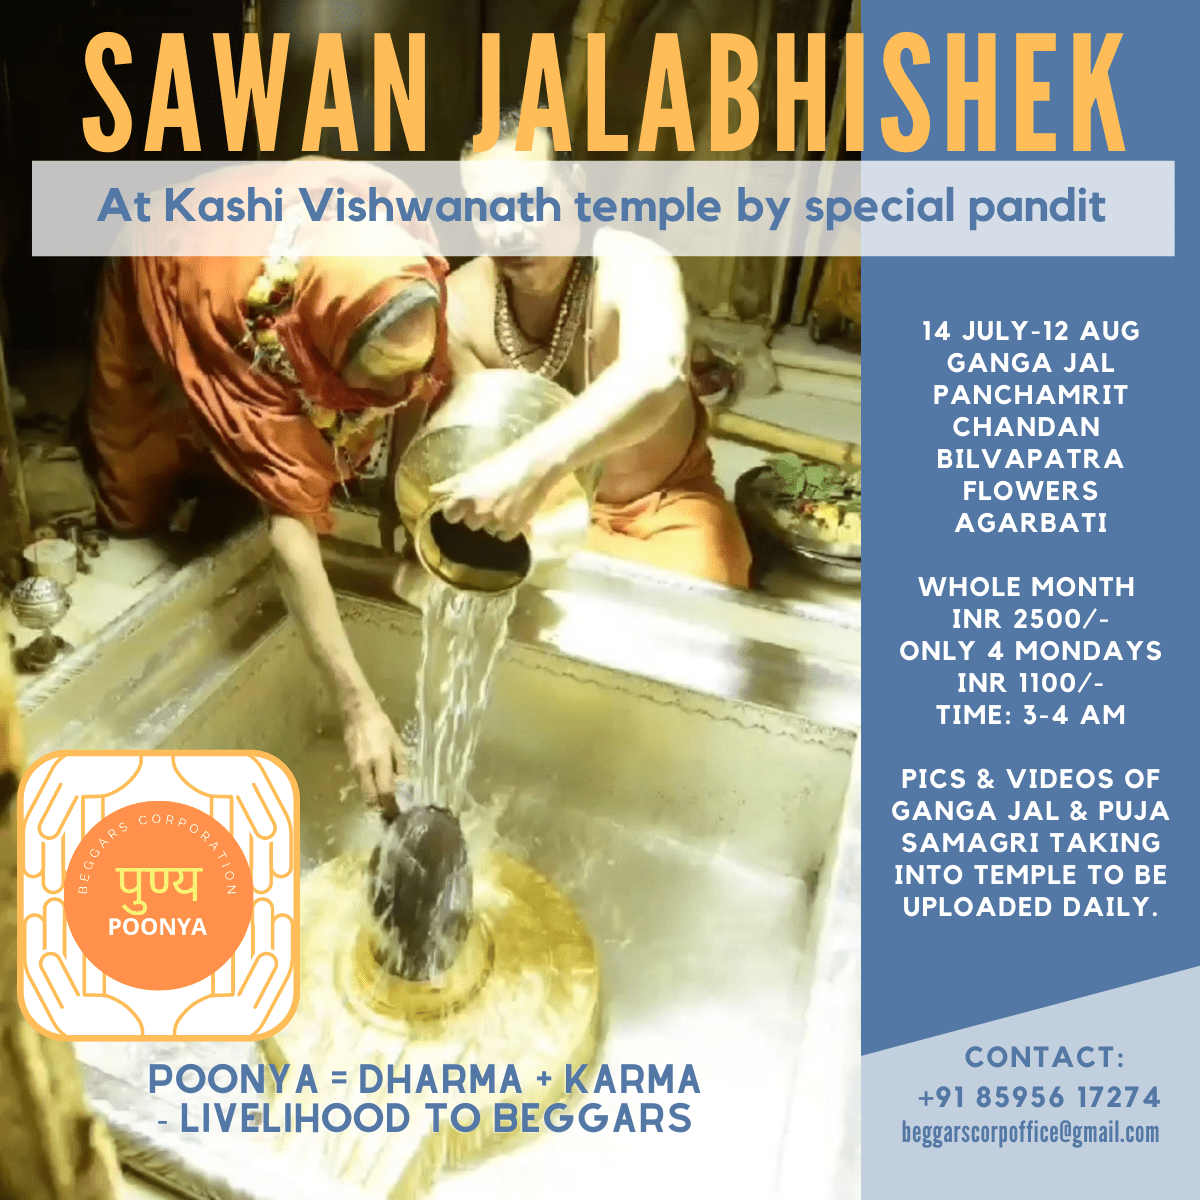 SAWAN JALABHISHEK
At Kashi Vishwanath temple by special pandit
14 JULY-12 AUG
GANGA JAL
PANCHAMRIT
CHANDAN
BILVAPATRA
FLOWERS
AGARBATI
WHOLE MONTH
INR 2500/-
ONLY 4 MONDAYS
INR 1100/-
TIME: 3-4 AM
PICS & VIDEOS OF
GANGA JAL & PUJA
SAMAGRI TAKING
INTO TEMPLE TO BE
UPLOADED DAILY.
BEGGARS CORPORATION
पुण्य
POONYA
POONYA = DHARMA + KARMA
- LIVELIHOOD TO BEGGARS
CONTACT:
+91 85956 17274
beggarscorpoffice@gmail.com